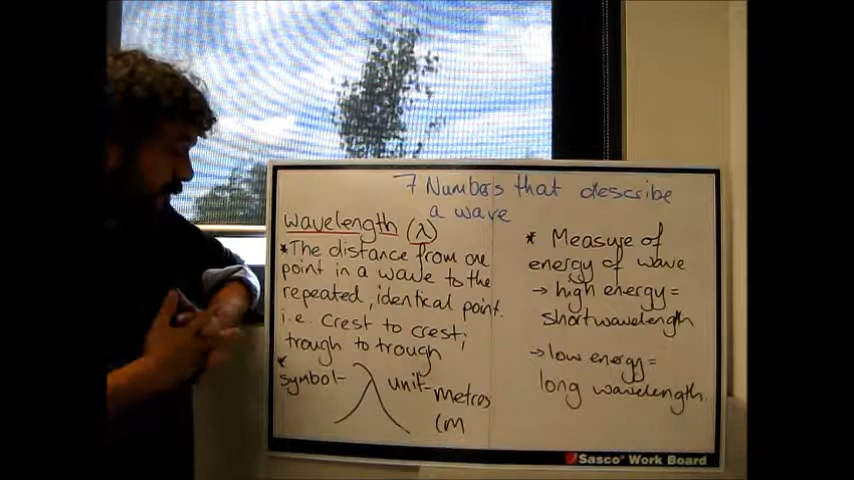 7 Numbers that describe
a wave
wavelength (λ)
*The distance from one
point in a wave to the
repeated, identical point.
i.e. crest to crest;
trough to trough
*
symbol- λ unit- metres
(m
* Measure of
energy of wave
→ high energy =
short wavelength
→ low energy =
long wavelength.
Sasco® Work Board